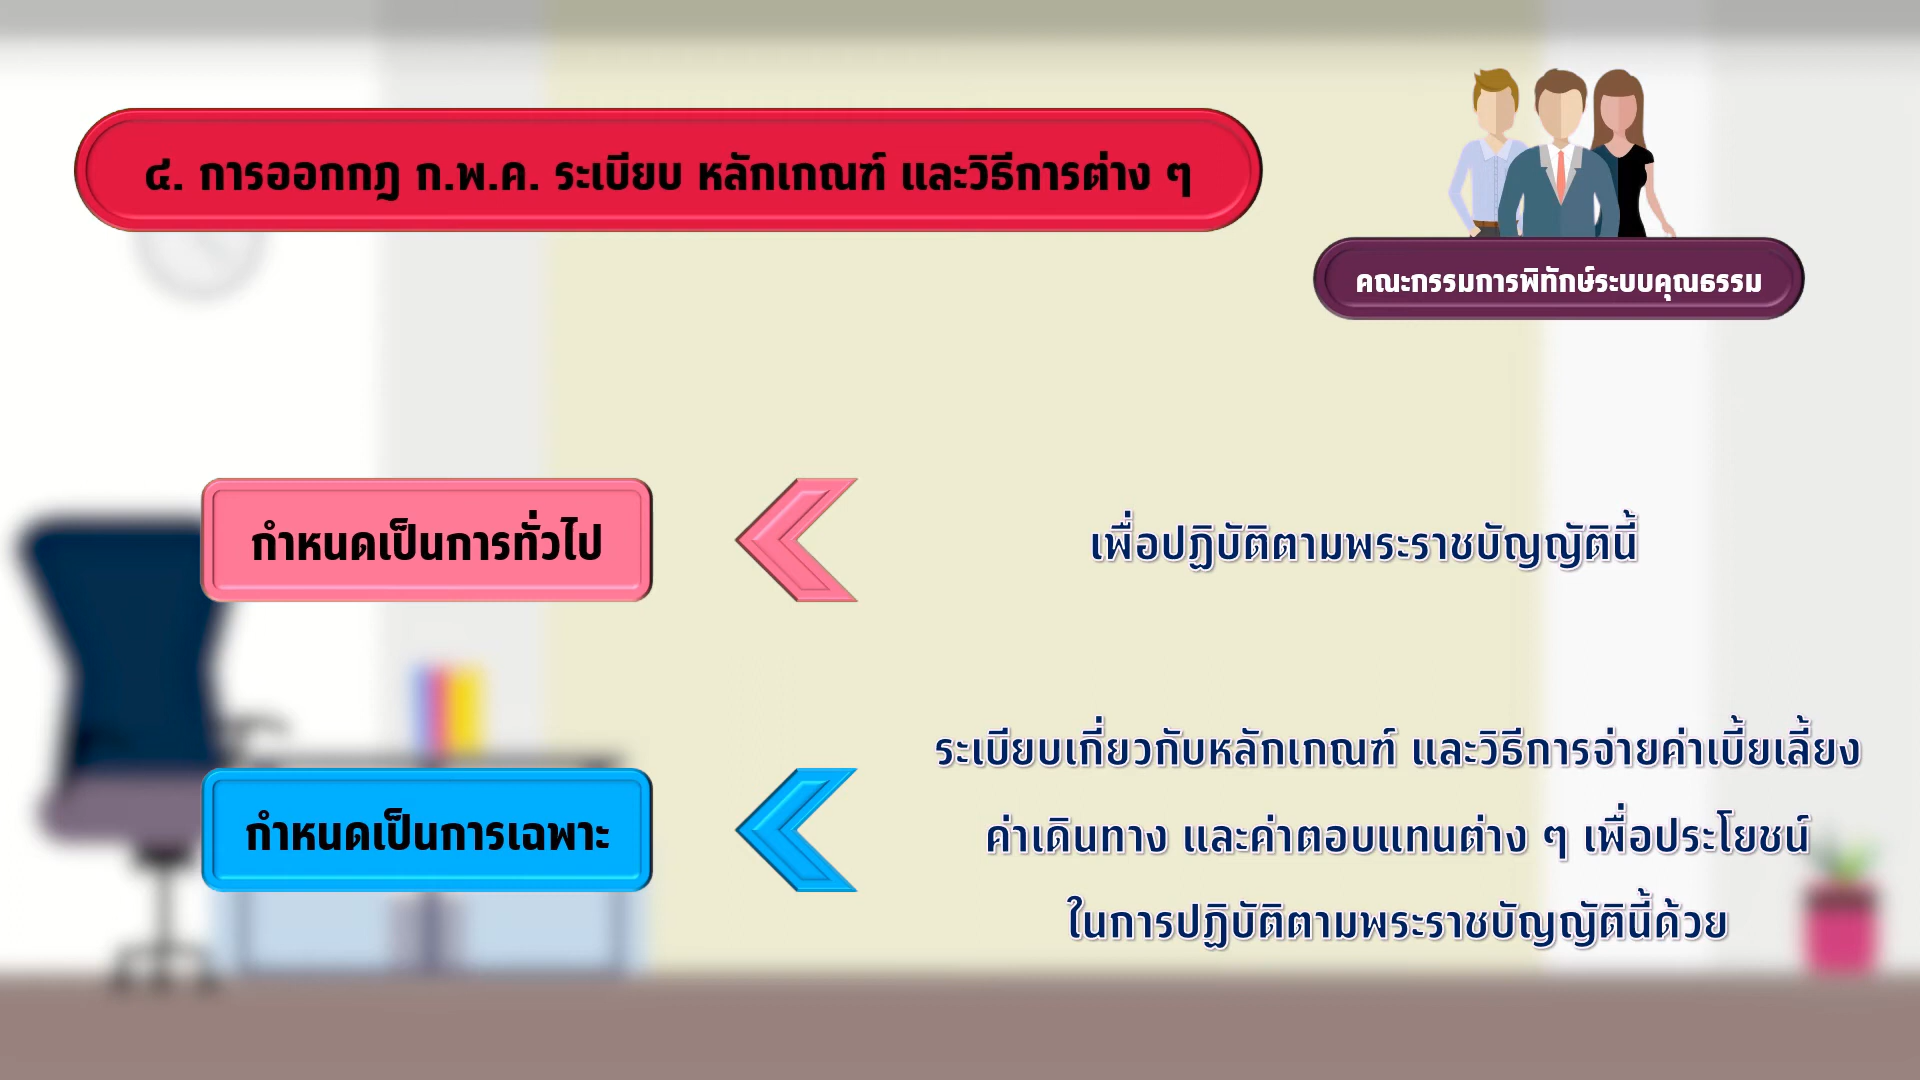 ๔. การออกกฎ ก.พ.ค. ระเบียบ หลักเกณฑ์ และวิธีการต่าง ๆ
คณะกรรมการพิทักษ์ระบบคุณธรรม
กำหนดเป็นการทั่วไป
เพื่อปฏิบัติตามพระราชบัญญัตินี้
กำหนดเป็นการเฉพาะ
ระเบียบเกี่ยวกับหลักเกณฑ์ และวิธีการจ่ายค่าเบี้ยเลี้ยง
ค่าเดินทาง และค่าตอบแทนต่าง ๆ เพื่อประโยชน์
ในการปฏิบัติตามพระราชบัญญัตินี้ด้วย